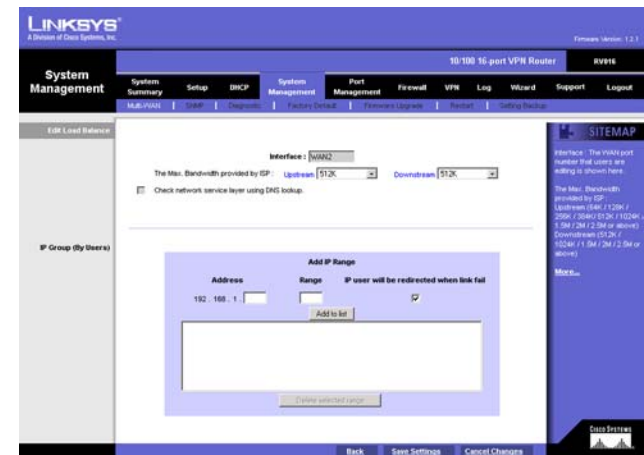 LINKSYS®
A Division of Cisco Systems, Inc.
Firmware Version: 1.2.1
10/100 16-port VPN Router RV016
System Management
System Summary Setup DHCP System Management Port Management Firewall VPN Log Wizard Support Logout
Multi-WAN | SNMP | Diagnostic | Factory Default | Firmware Upgrade | Restart | Setting Backup
Edit Load Balance
Interface : WAN2
The Max. Bandwidth provided by ISP : Upstream 512K Downstream 512K
Check network service layer using DNS lookup.
IP Group (By Users)
Add IP Range
Address Range IP user will be redirected when link fail
192 . 168 . 1 .
Add to list
Delete selected range
Back Save Settings Cancel Changes
SITEMAP
Interface : The WAN port
number that users are
editing is shown here.
The Max. Bandwidth
provided by ISP :
Upstream (64K / 128K /
256K / 384K/ 512K / 1024K /
1.5M / 2M / 2.5M or above)
Downstream (512K /
1024K / 1.5M / 2M / 2.5M or
above)
More...
CISCO SYSTEMS